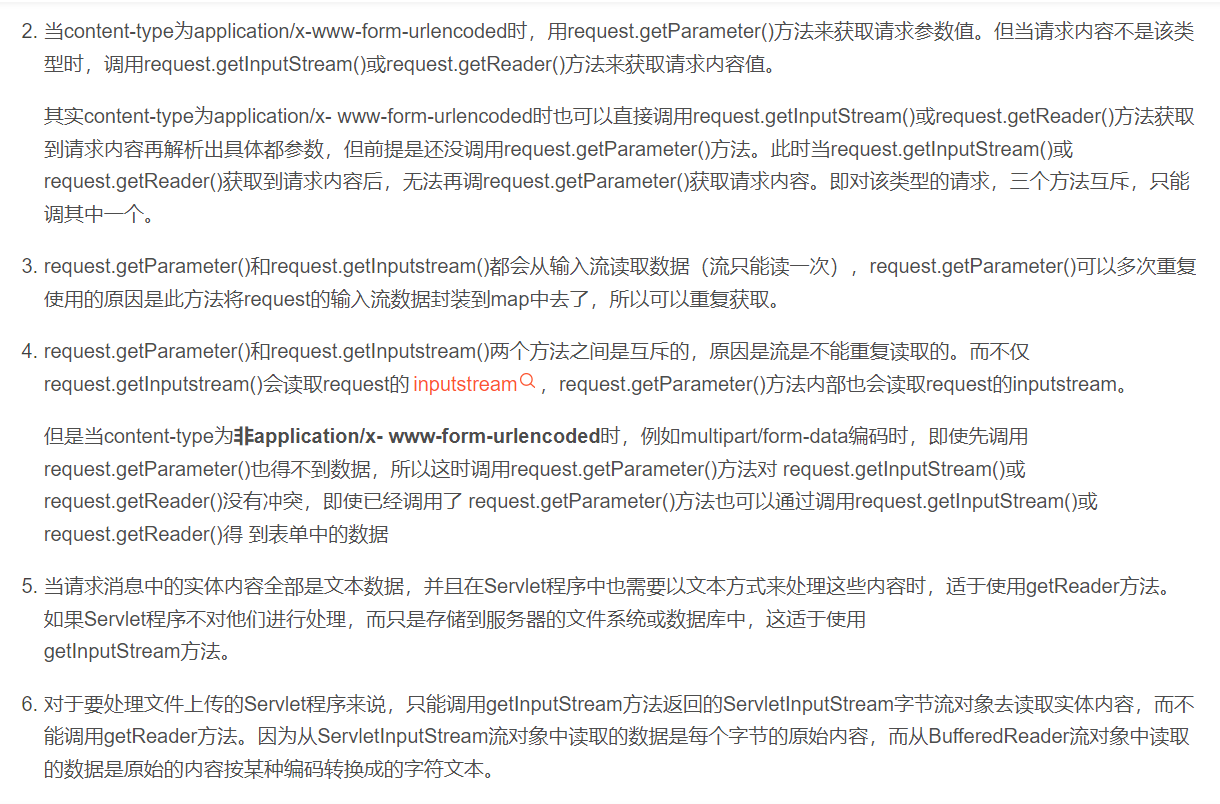 2. 当content-type为application/x-www-form-urlencoded时，用request.getParameter()方法来获取请求参数值。但当请求内容不是该类
型时，调用request.getInputStream()或request.getReader()方法来获取请求内容值。
其实content-type为application/x- www-form-urlencoded时也可以直接调用request.getInputStream()或request.getReader()方法获取
到请求内容再解析出具体都参数，但前提是还没调用request.getParameter()方法。此时当request.getInputStream()或
request.getReader()获取到请求内容后，无法再调request.getParameter()获取请求内容。即对该类型的请求，三个方法互斥，只能
调其中一个。
3. request.getParameter()和request.getInputstream()都会从输入流读取数据（流只能读一次），request.getParameter()可以多次重复
使用的原因是此方法将request的输入流数据封装到map中去了，所以可以重复获取。
4. request.getParameter()和request.getInputstream()两个方法之间是互斥的，原因是流是不能重复读取的。而不仅
request.getInputstream()会读取request的 inputstream ，request.getParameter()方法内部也会读取request的inputstream。
但是当content-type为非application/x- www-form-urlencoded时，例如multipart/form-data编码时，即使先调用
request.getParameter()也得不到数据，所以这时调用request.getParameter()方法对 request.getInputStream()或
request.getReader()没有冲突，即使已经调用了 request.getParameter()方法也可以通过调用request.getInputStream()或
request.getReader()得 到表单中的数据
5. 当请求消息中的实体内容全部是文本数据，并且在Servlet程序中也需要以文本方式来处理这些内容时，适于使用getReader方法。
如果Servlet程序不对他们进行处理，而只是存储到服务器的文件系统或数据库中，这适于使用
getInputStream方法。
6. 对于要处理文件上传的Servlet程序来说，只能调用getInputStream方法返回的ServletInputStream字节流对象去读取实体内容，而不
能调用getReader方法。因为从ServletInputStream流对象中读取的数据是每个字节的原始内容，而从BufferedReader流对象中读取
的数据是原始的内容按某种编码转换成的字符文本。